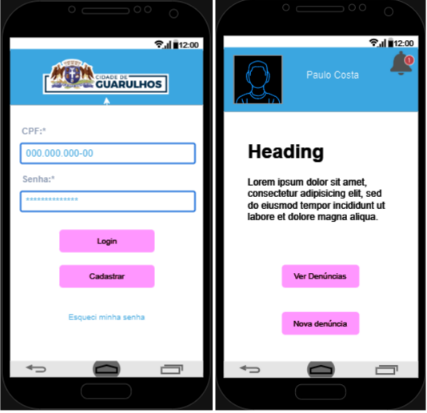 12:00
CIDADE DE
GUARULHOS
CPF:*
000.000.000-00
Senha:*
**************
Login
Cadastrar
Esqueci minha senha
12:00
Paulo Costa
1
Heading
Lorem ipsum dolor sit amet,
consectetur adipisicing elit, sed
do eiusmod tempor incididunt ut
labore et dolore magna aliqua.
Ver Denúncias
Nova denúncia